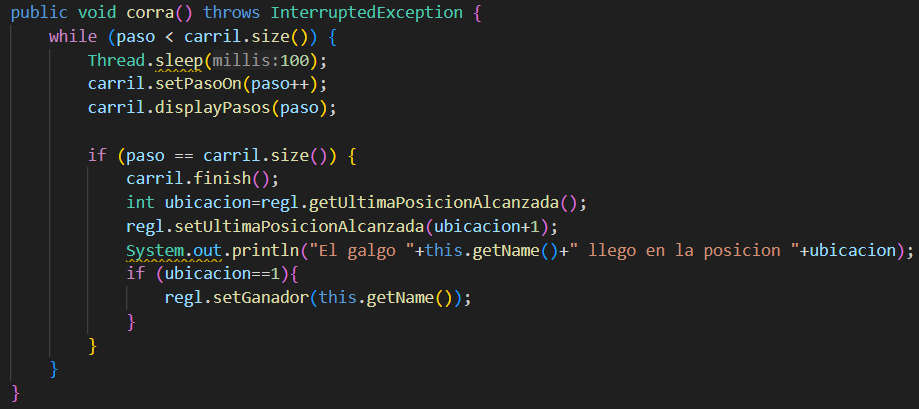 public void corra() throws InterruptedException {
    while (paso < carril.size()) {
        Thread.sleep(millis:100);
        carril.setPasoOn(paso++);
        carril.displayPasos(paso);

        if (paso == carril.size()) {
            carril.finish();
            int ubicacion=regl.getUltimaPosicionAlcanzada();
            regl.setUltimaPosicionAlcanzada(ubicacion+1);
            System.out.println("El galgo "+this.getName()+" llego en la posicion "+ubicacion);
            if (ubicacion==1){
                regl.setGanador(this.getName());
            }
        }
    }
}